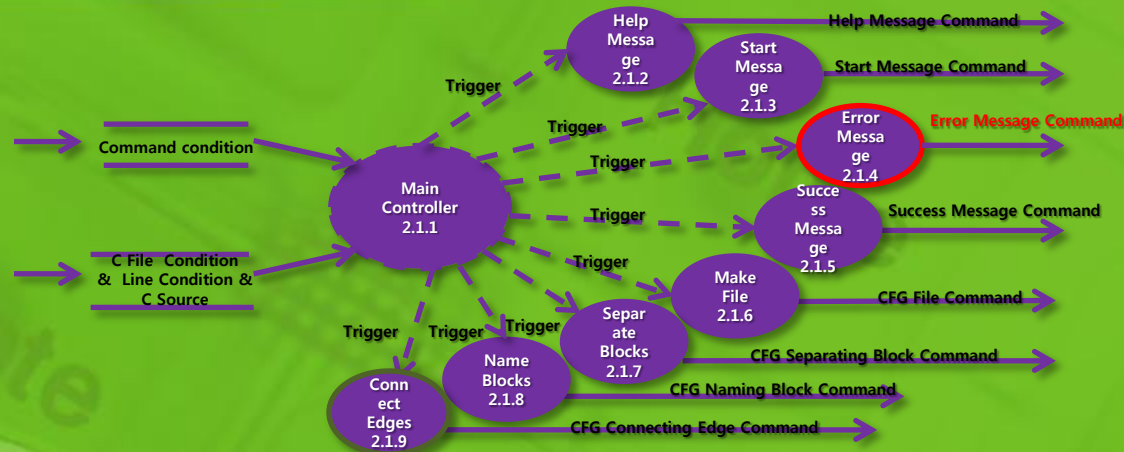 Help
Messa
ge
2.1.2
Help Message Command
Start
Messa
ge
2.1.3
Start Message Command
Trigger
Error
Messa
ge
2.1.4
Error Message Command
Trigger
Command condition
Trigger
Main
Controller
2.1.1
Succe
ss
Messa
ge
2.1.5
Success Message Command
Trigger
C File Condition
& Line Condition &
C Source
Trigger
Make
File
2.1.6
CFG File Command
Trigger
Trigger
Trigger
Separ
ate
Blocks
2.1.7
CFG Separating Block Command
Name
Blocks
2.1.8
CFG Naming Block Command
Conn
ect
Edges
2.1.9
CFG Connecting Edge Command